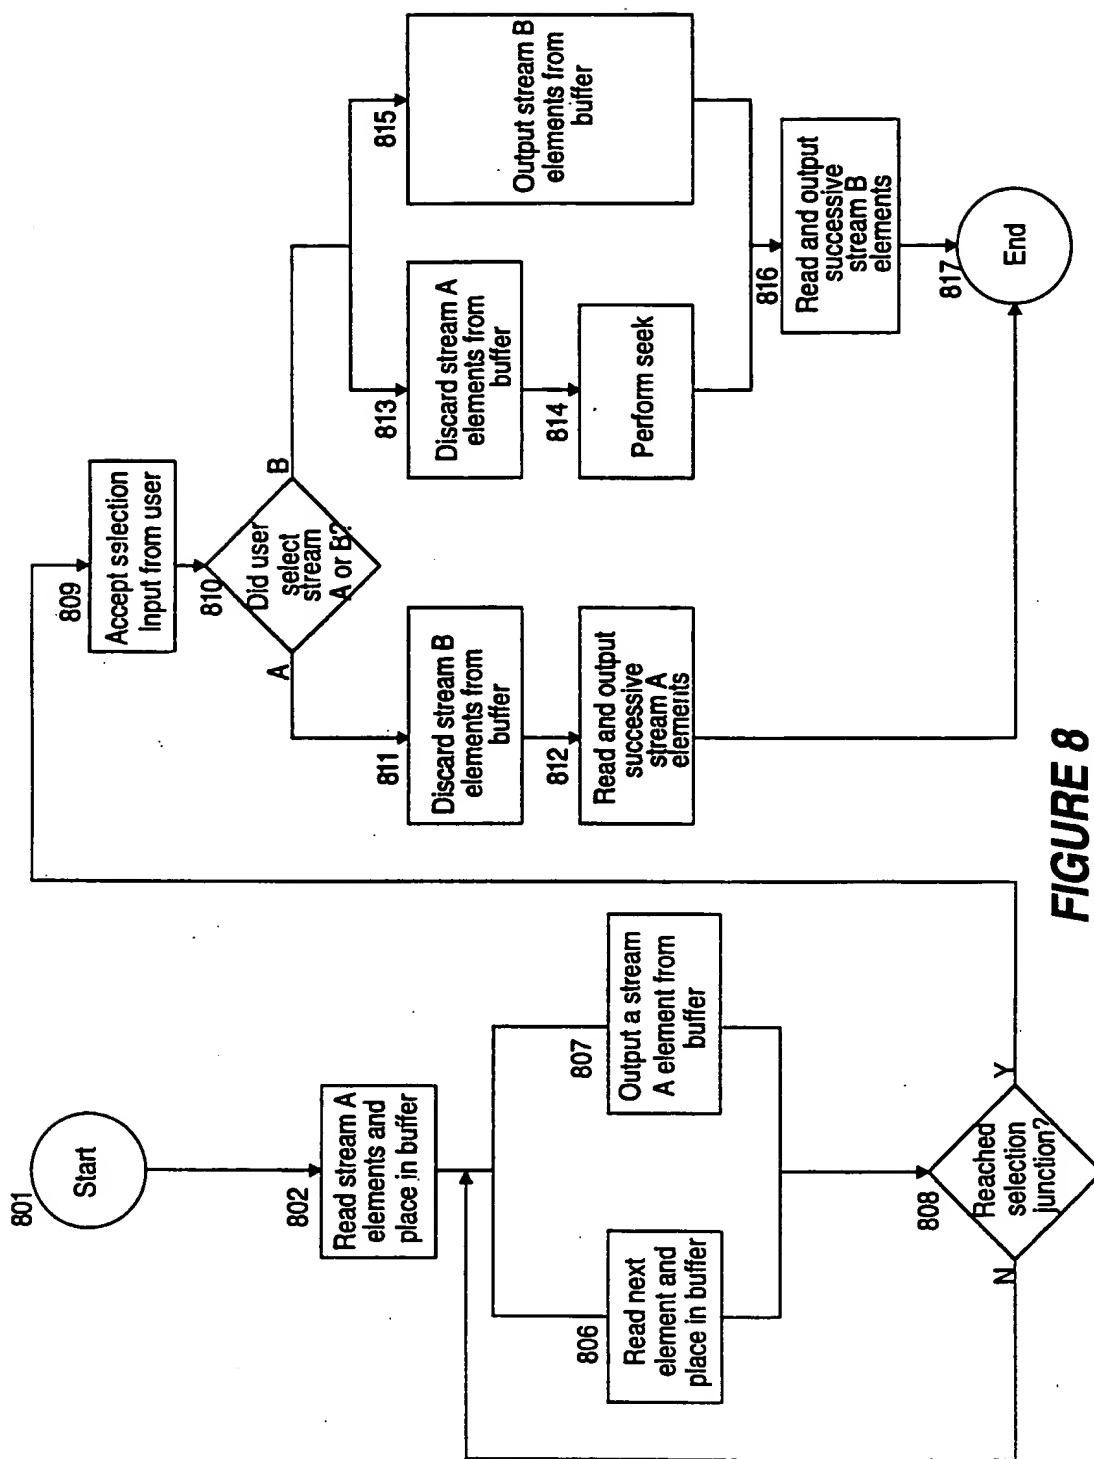 801
Start
802
Read stream A
elements and
place in buffer
806
Read next
element and
place in buffer
807
Output a stream
A element from
buffer
808
Reached
selection
junction?
N
Y
809
Accept selection
Input from user
810
Did user
select
stream
A or B?
A
B
811
Discard stream B
elements from
buffer
812
Read and output
successive
stream A
elements
813
Discard stream A
elements from
buffer
814
Perform seek
815
Output stream B
elements from
buffer
816
Read and output
successive
stream B
elements
817
End
FIGURE 8